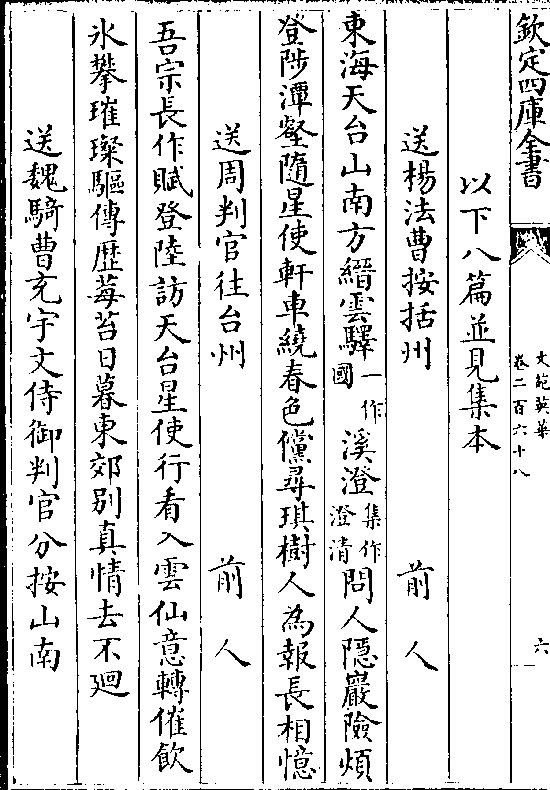 欽定四庫全書
文苑英華
卷二百六十八
六
以下八篇並見集本
送楊法曹按括州
前人
東海天台山南方縉雲驛一作國溪澄集作澄清問人隱巖險煩
登陟潭壑隨星使軒車繞春色儻尋琪樹人為報長相憶
送周判官往台州
前人
吾宗長作賦登陸訪天台星使行看入雲仙意轉催飲
氷攀璀璨驅傳歴莓苔日暮東郊别真情去不𢌞
送魏騎曹充宇文侍御判官分按山南